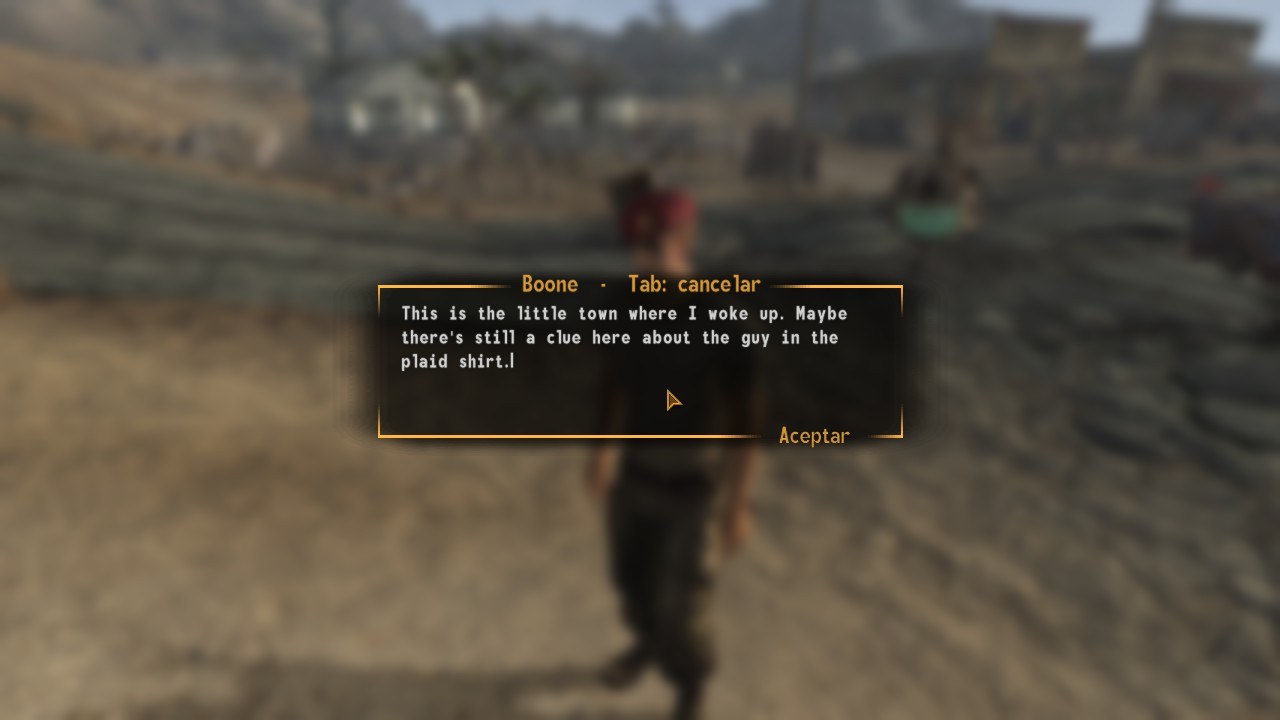 Boone · Tab: cancelar
This is the little town where I woke up. Maybe
there's still a clue here about the guy in the
plaid shirt.
Aceptar